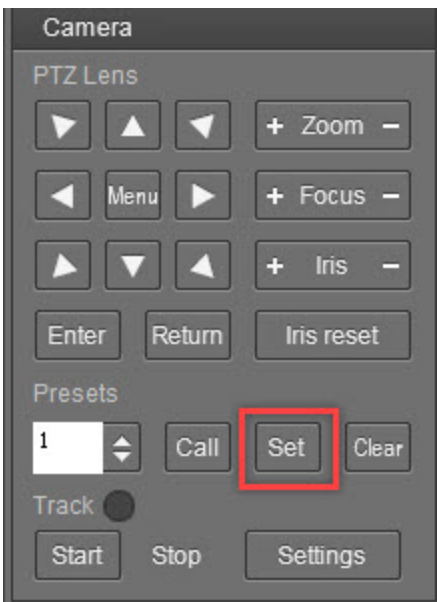 Camera
PTZ Lens
+ Zoom −
Menu + Focus −
+ Iris −
Enter Return Iris reset
Presets
1 Call Set Clear
Track
Start Stop Settings